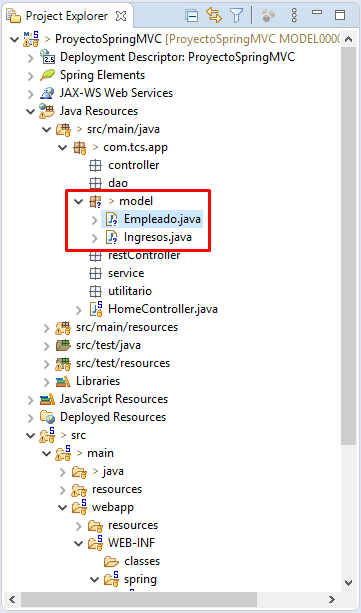 Project Explorer
ProyectoSpringMVC [ProyectoSpringMVC MODEL0000
Deployment Descriptor: ProyectoSpringMVC
Spring Elements
JAX-WS Web Services
Java Resources
> src/main/java
> com.tcs.app
controller
dao
> model
Empleado.java
Ingresos.java
restController
service
utilitario
> HomeController.java
src/main/resources
src/test/java
src/test/resources
Libraries
JavaScript Resources
Deployed Resources
> src
> main
> java
resources
webapp
resources
WEB-INF
classes
spring